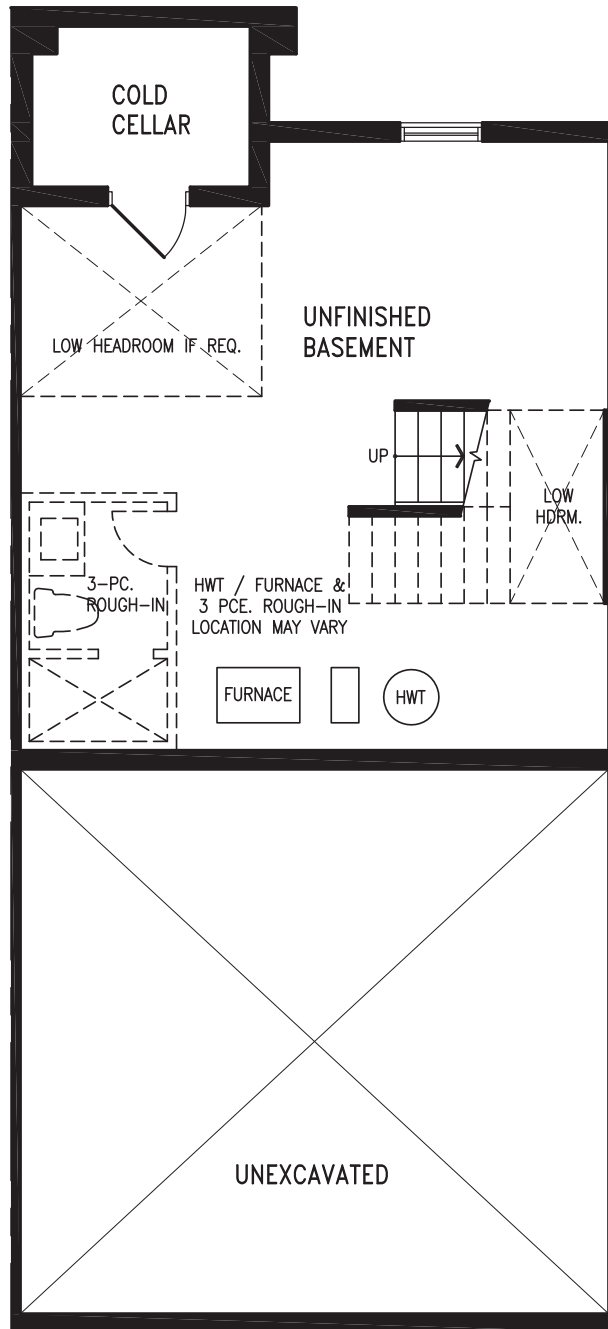 COLD
CELLAR
UNFINISHED
BASEMENT
LOW HEADROOM IF REQ.
UP
LOW
HDRM.
3-PC.
ROUGH-IN
HWT / FURNACE &
3 PCE. ROUGH-IN
LOCATION MAY VARY
FURNACE
HWT
UNEXCAVATED